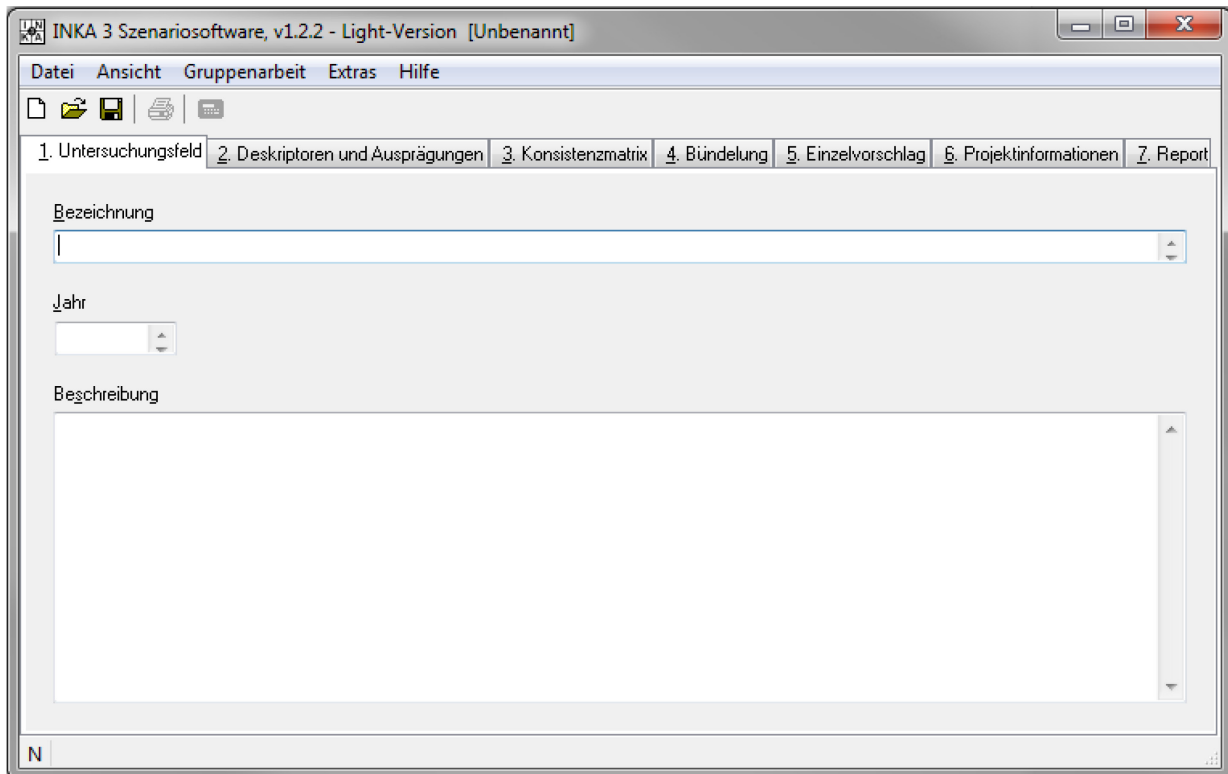 INKA 3 Szenariosoftware, v1.2.2 - Light-Version [Unbenannt]
Datei Ansicht Gruppenarbeit Extras Hilfe
1. Untersuchungsfeld 2. Deskriptoren und Ausprägungen 3. Konsistenzmatrix 4. Bündelung 5. Einzelvorschlag 6. Projektinformationen 7. Report
Bezeichnung
Jahr
Beschreibung
N